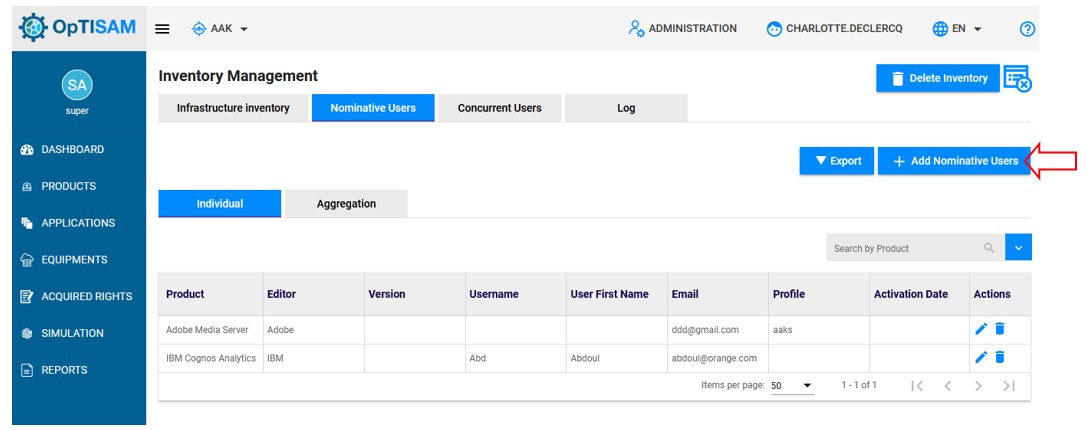 OpTISAM
AAK
ADMINISTRATION
CHARLOTTE.DECLERCQ
EN
SA
super
DASHBOARD
PRODUCTS
APPLICATIONS
EQUIPMENTS
ACQUIRED RIGHTS
SIMULATION
REPORTS
Inventory Management
Delete Inventory
Infrastructure inventory Nominative Users Concurrent Users Log
Export Add Nominative Users
Individual Aggregation
Search by Product
Product Editor Version Username User First Name Email Profile Activation Date Actions
Adobe Media Server Adobe ddd@gmail.com aaks
IBM Cognos Analytics IBM Abd Abdoul abdoul@orange.com
Items per page: 50 1 - 1 of 1